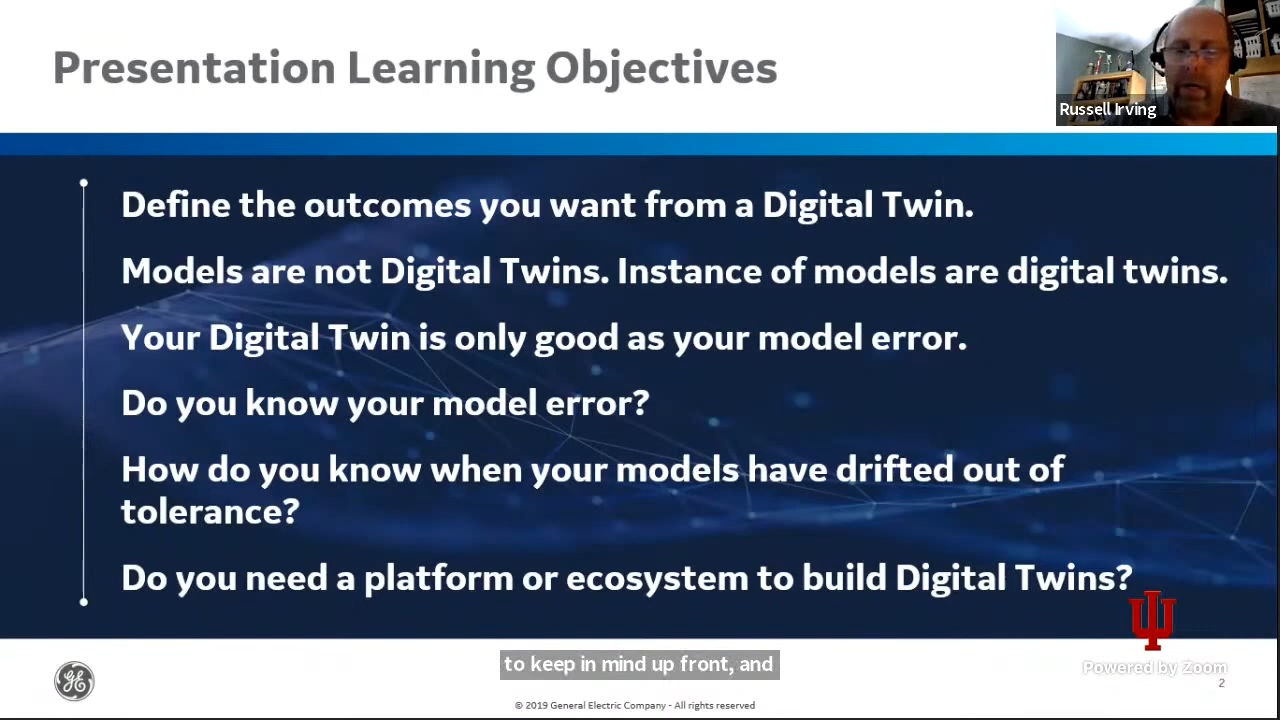 Presentation Learning Objectives
Russell Irving
Define the outcomes you want from a Digital Twin.
Models are not Digital Twins. Instance of models are digital twins.
Your Digital Twin is only good as your model error.
Do you know your model error?
How do you know when your models have drifted out of
tolerance?
Do you need a platform or ecosystem to build Digital Twins?
to keep in mind up front, and
Powered by Zoom
2
© 2019 General Electric Company - All rights reserved